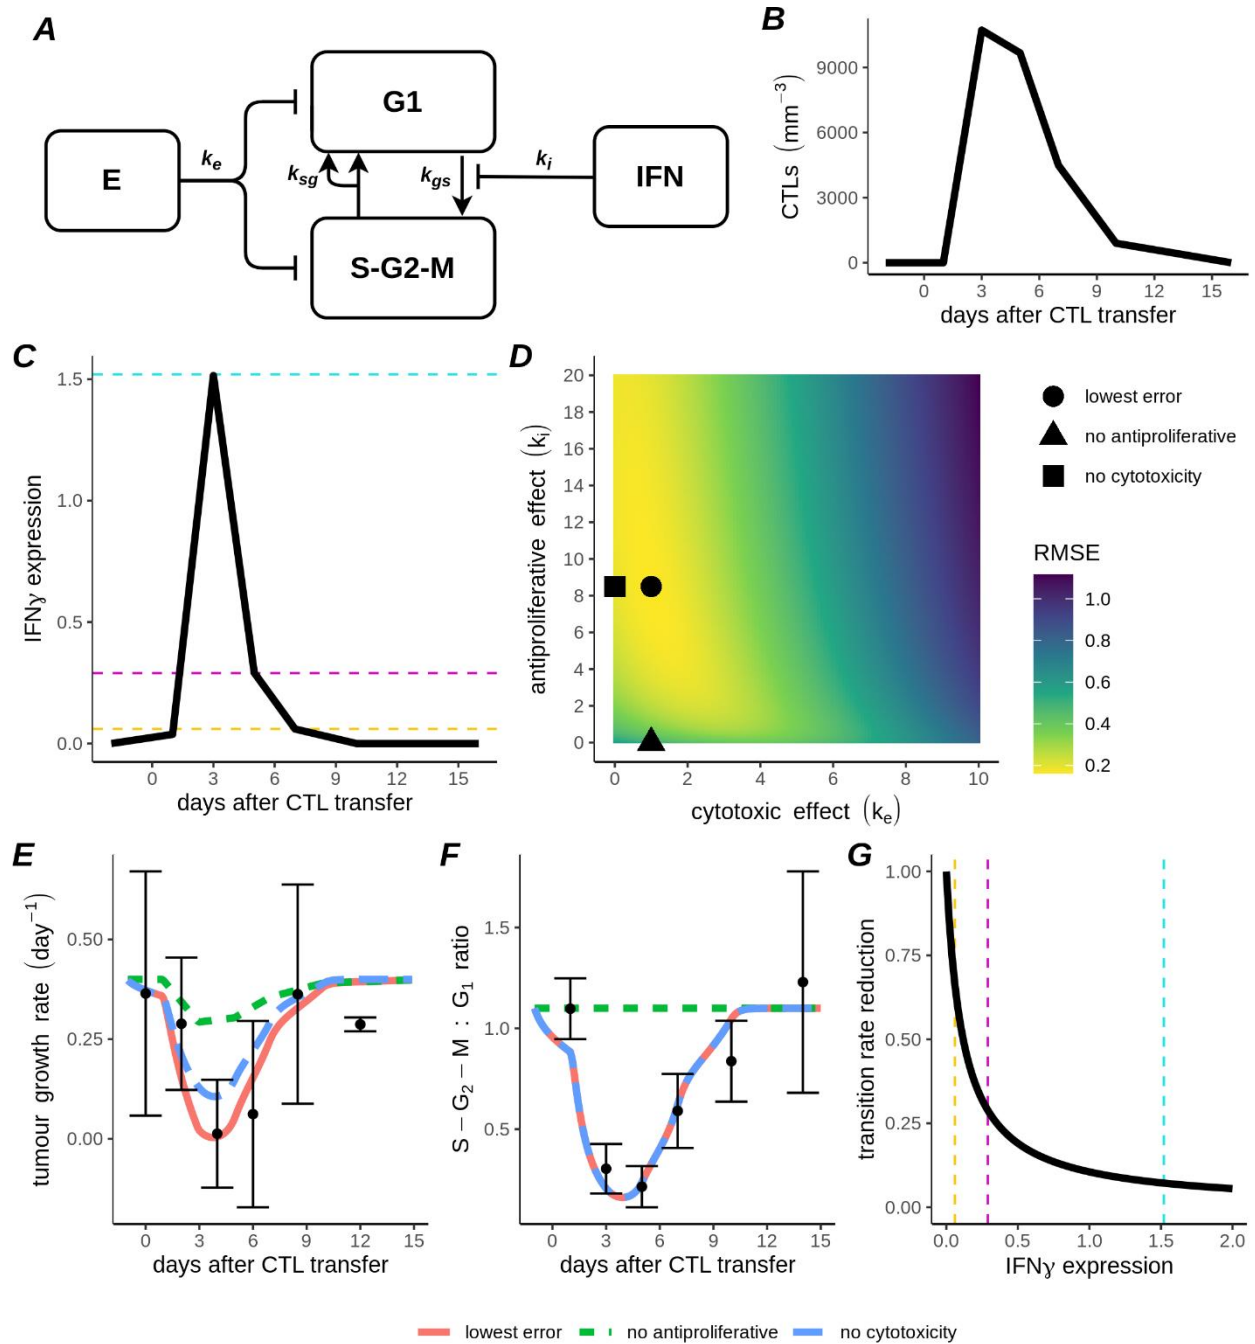 A
E
k_e
G1
k_sg
k_gs
S-G2-M
k_i
IFN
B
CTLs (mm⁻³)
9000
6000
3000
0
0 3 6 9 12 15
days after CTL transfer
C
IFNγ expression
1.5
1.0
0.5
0.0
0 3 6 9 12 15
days after CTL transfer
D
antiproliferative effect (k_i)
20
18
16
14
12
10
8
6
4
2
0
0 2 4 6 8 10
cytotoxic effect (k_e)
lowest error
no antiproliferative
no cytotoxicity
RMSE
1.0
0.8
0.6
0.4
0.2
E
tumour growth rate (day⁻¹)
0.50
0.25
0.00
0 3 6 9 12 15
days after CTL transfer
F
S – G₂ – M : G₁ ratio
1.5
1.0
0.5
0 3 6 9 12 15
days after CTL transfer
G
transition rate reduction
1.00
0.75
0.50
0.25
0.00
0.0 0.5 1.0 1.5 2.0
IFNγ expression
lowest error no antiproliferative no cytotoxicity